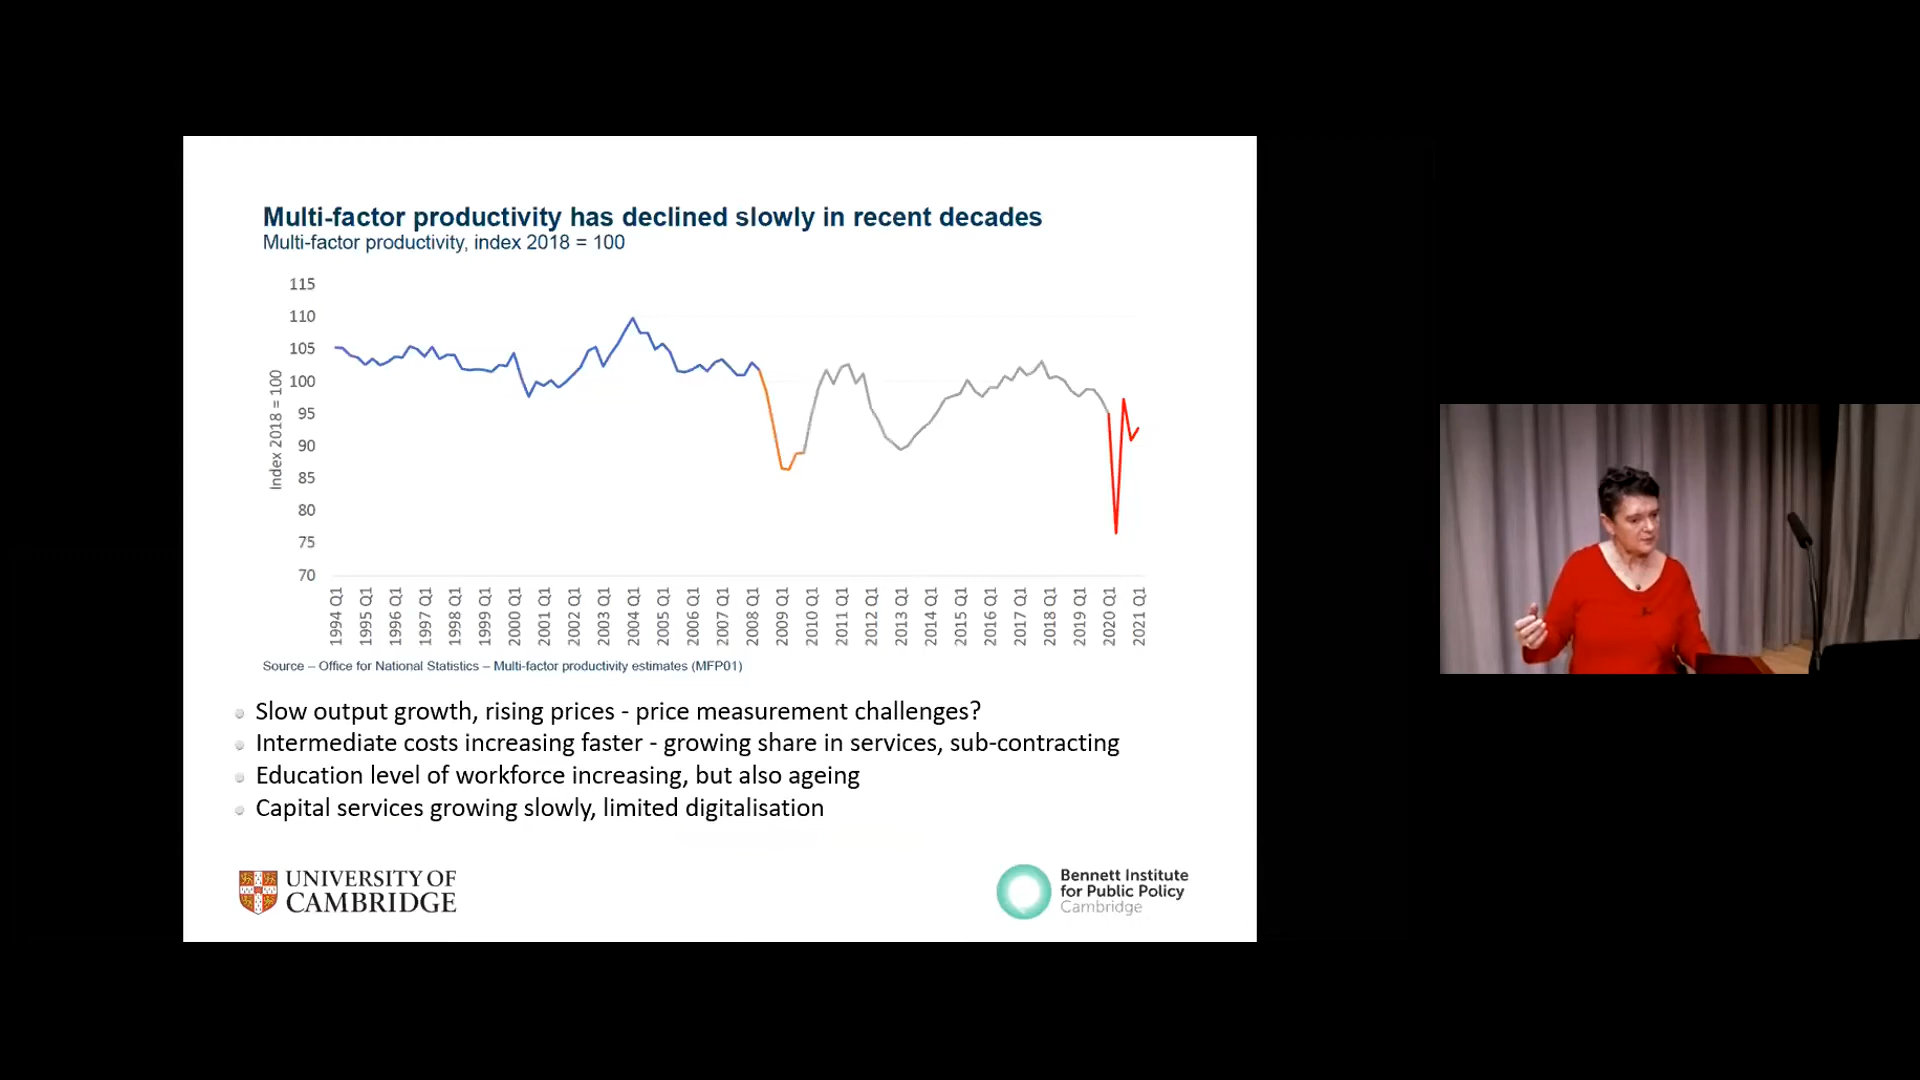 Multi-factor productivity has declined slowly in recent decades
Multi-factor productivity, index 2018 = 100
Index 2018 = 100
115
110
105
100
95
90
85
80
75
70
1994 Q1
1995 Q1
1996 Q1
1997 Q1
1998 Q1
1999 Q1
2000 Q1
2001 Q1
2002 Q1
2003 Q1
2004 Q1
2005 Q1
2006 Q1
2007 Q1
2008 Q1
2009 Q1
2010 Q1
2011 Q1
2012 Q1
2013 Q1
2014 Q1
2015 Q1
2016 Q1
2017 Q1
2018 Q1
2019 Q1
2020 Q1
2021 Q1
Source – Office for National Statistics – Multi-factor productivity estimates (MFP01)
Slow output growth, rising prices - price measurement challenges?
Intermediate costs increasing faster - growing share in services, sub-contracting
Education level of workforce increasing, but also ageing
Capital services growing slowly, limited digitalisation
UNIVERSITY OF
CAMBRIDGE
Bennett Institute
for Public Policy
Cambridge